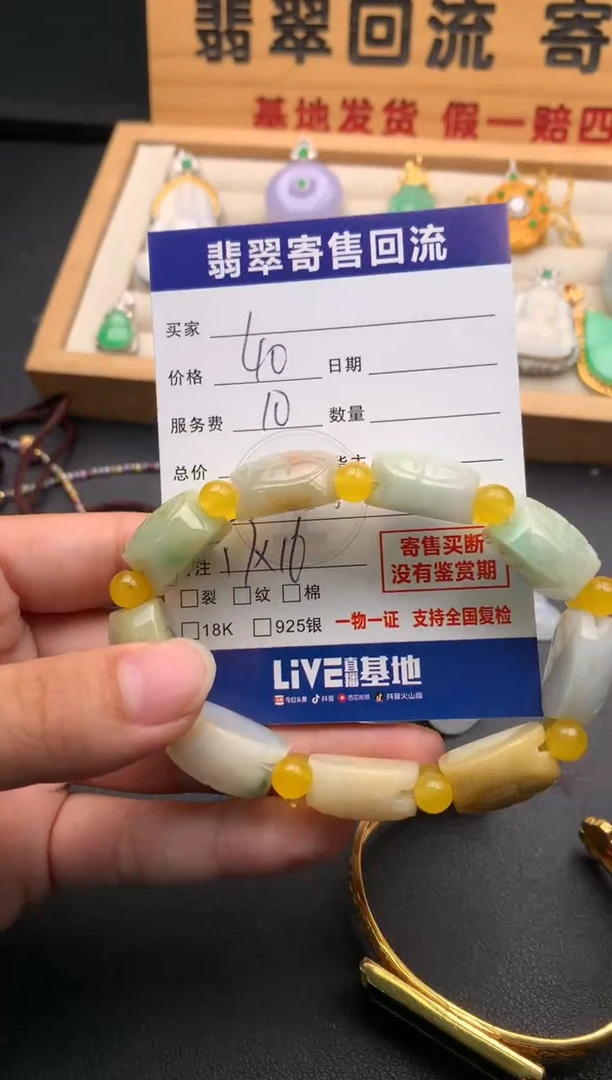 翡翠回流 寄
基地发货 假一赔四
翡翠寄售回流
买家
价格 40 日期
服务费 10 数量
总价
注 17×16
寄售买断
没有鉴赏期
裂 纹 棉
18K 925银 一物一证 支持全国复检
LiVE直播基地
今日头条 抖音 西瓜视频 抖音火山版